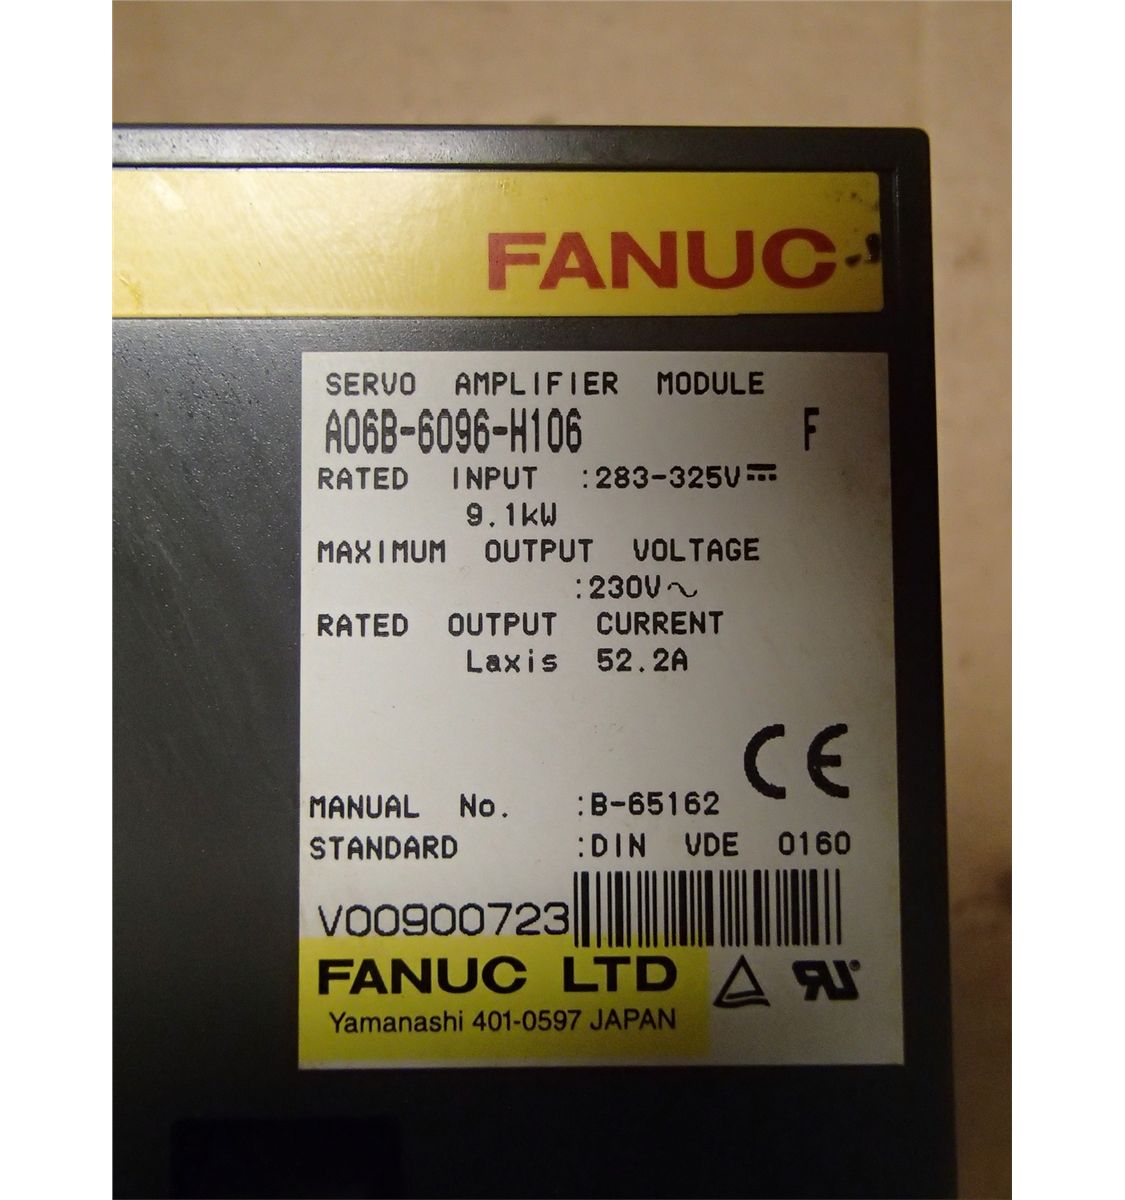 FANUC
SERVO AMPLIFIER MODULE
A06B-6096-H106 F
RATED INPUT :283-325V⎓
9.1kW
MAXIMUM OUTPUT VOLTAGE
:230V~
RATED OUTPUT CURRENT
Laxis 52.2A
CE
MANUAL No. :B-65162
STANDARD :DIN VDE 0160
V00900723
FANUC LTD
Yamanashi 401-0597 JAPAN